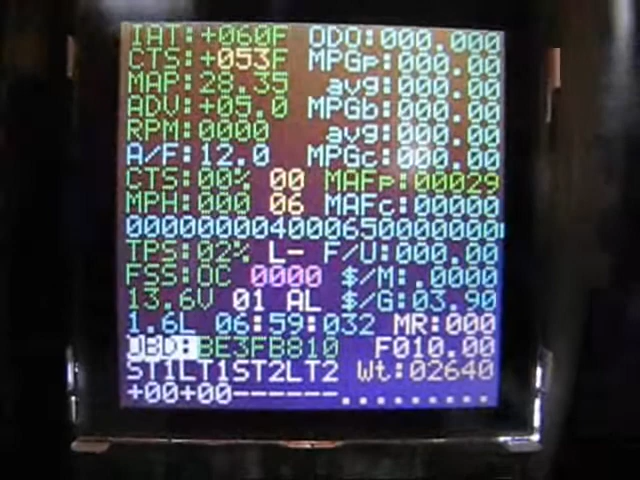 IAT:+060F ODO:000.000
CTS:+053F MPGp:000.00
MAP:28.35 avg:000.00
ADV:+05.0 MPGb:000.00
RPM:0000 avg:000.00
A/F:12.0 MPGc:000.00
CTS:00% 00 MAFp:00029
MPH:000 06 MAFc:00000
00000000040006500000000
TPS:02% L- F/U:000.00
FSS:OC 0000 $/M:.0000
13.6V 01 AL $/G:03.90
1.6L 06:59:032 MR:000
OBD:BE3FB810 F010.00
ST1LT1ST2LT2 Wt:02640
+00+00------.........